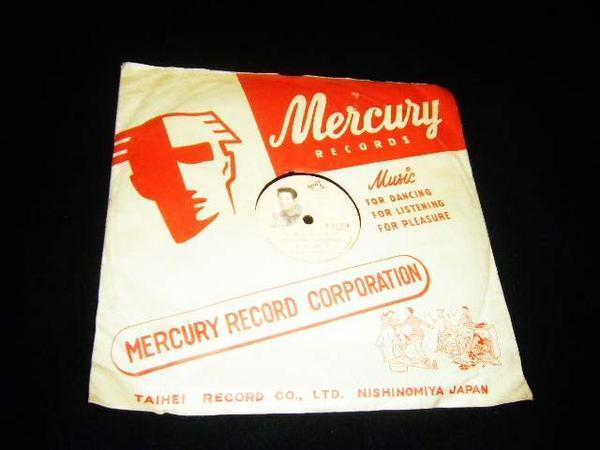 Mercury
RECORDS
Music
FOR DANCING
FOR LISTENING
FOR PLEASURE
MERCURY RECORD CORPORATION
TAIHEI RECORD CO., LTD. NISHINOMIYA JAPAN